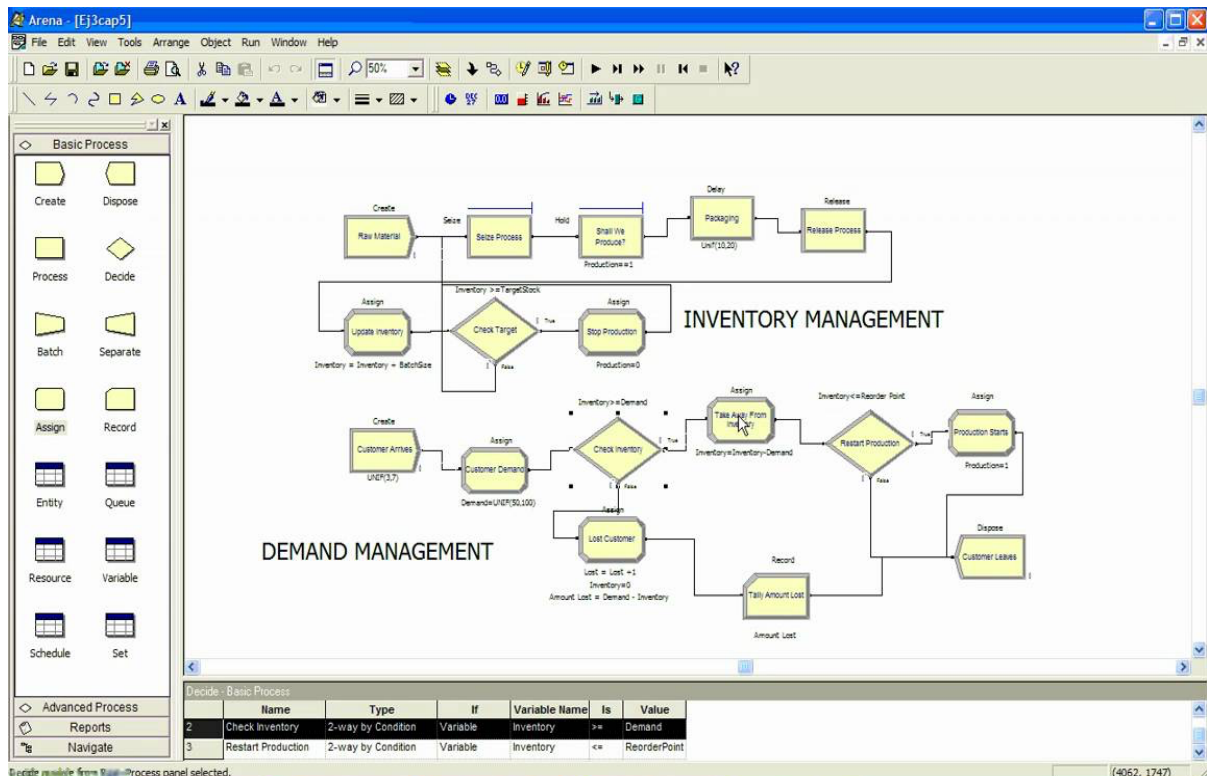 Arena - [Ej3cap5]
File Edit View Tools Arrange Object Run Window Help
50%
Basic Process
Create Dispose
Process Decide
Batch Separate
Assign Record
Entity Queue
Resource Variable
Schedule Set
Advanced Process
Reports
Navigate
Delay
Create Seize Hold Release
Raw Material Seize Process Shall We Produce? Packaging Release Process
Production==1 Unif(10,20)
Inventory >=TargetStock
Assign Assign
Update Inventory Check Target True Stop Production
INVENTORY MANAGEMENT
False
Inventory = Inventory + BatchSize Production=0
Inventory>=Demand Assign Inventory<=Reorder Point Assign
Create Assign
Customer Arrives Customer Demand Check Inventory True Take Away From Inventory Restart Production True Production Starts
UNIF(3,7) Inventory=Inventory-Demand Production=1
Demand=UNIF(50,100) False False
Assign Dispose
Lost Customer Customer Leaves
DEMAND MANAGEMENT
Lost = Lost +1
Inventory=0
Amount Lost = Demand - Inventory
Record
Tally Amount Lost
Amount Lost
Decide - Basic Process
Name Type If Variable Name Is Value
2 Check Inventory 2-way by Condition Variable Inventory >= Demand
3 Restart Production 2-way by Condition Variable Inventory <= ReorderPoint
Process panel selected. (4062, 1747)